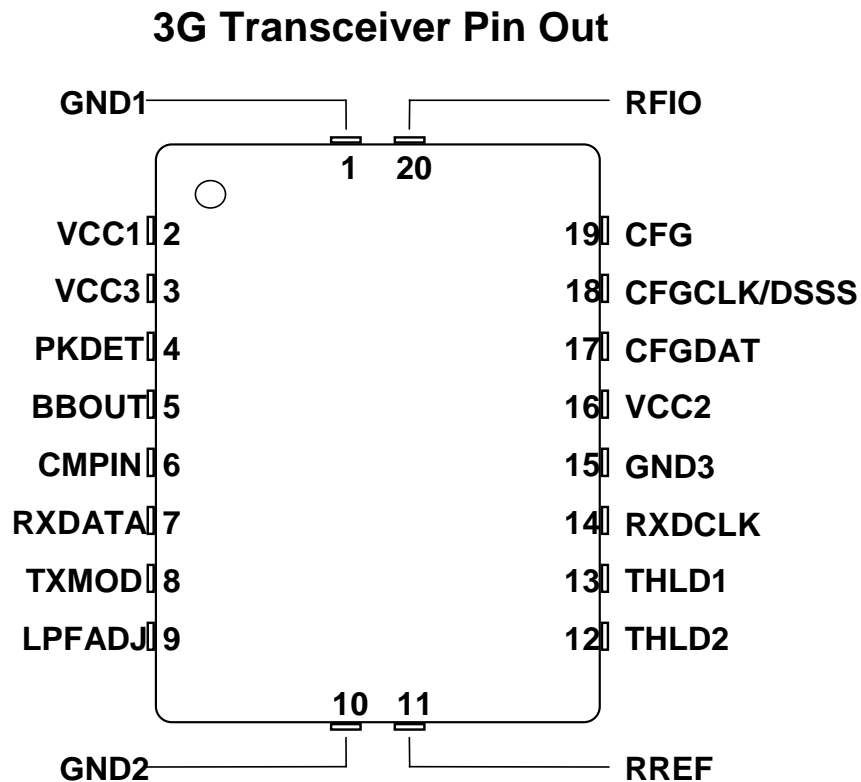 3G Transceiver Pin Out
GND1 RFIO
1 20
VCC1 2 19 CFG
VCC3 3 18 CFGCLK/DSSS
PKDET 4 17 CFGDAT
BBOUT 5 16 VCC2
CMPIN 6 15 GND3
RXDATA 7 14 RXDCLK
TXMOD 8 13 THLD1
LPFADJ 9 12 THLD2
10 11
GND2 RREF